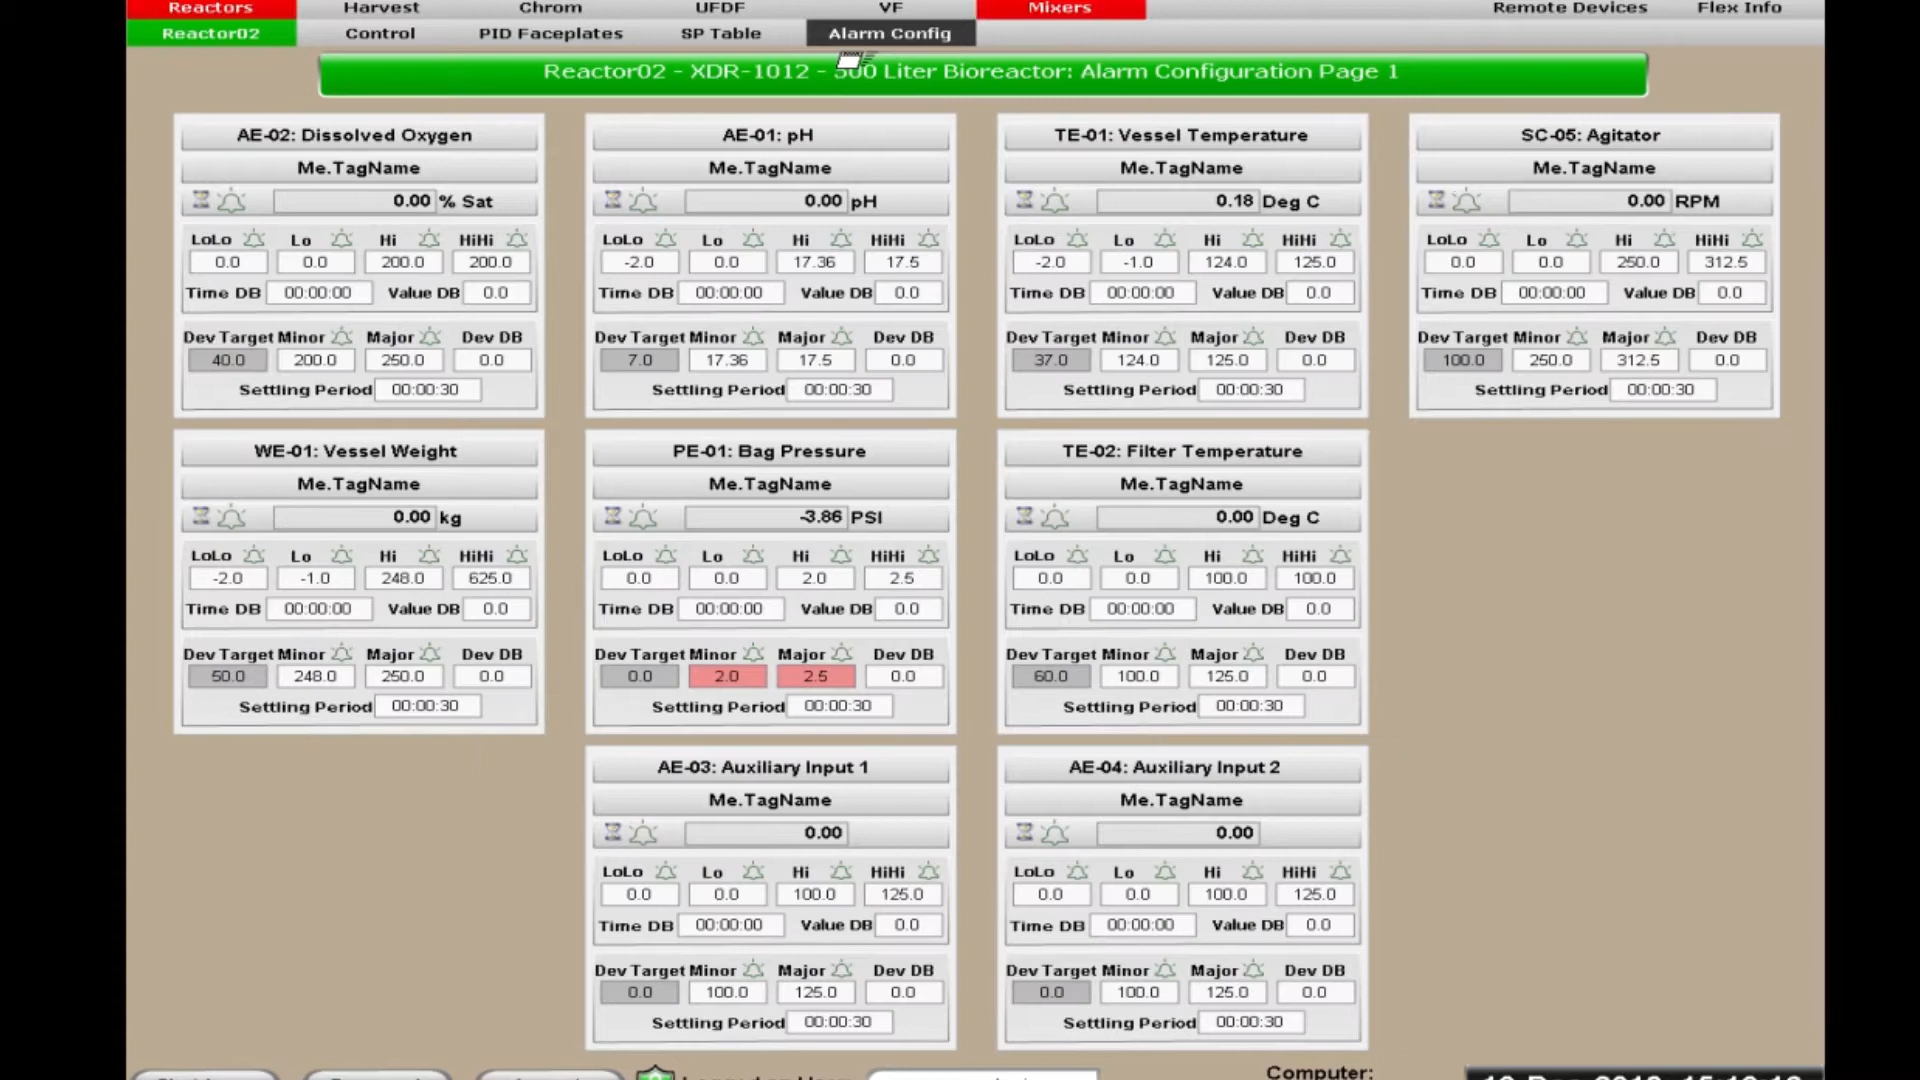 Reactors Harvest Chrom UFDF VF Mixers Remote Devices Flex Info
Reactor02 Control PID Faceplates SP Table Alarm Config
Reactor02 - XDR-1012 - 500 Liter Bioreactor: Alarm Configuration Page 1
AE-02: Dissolved Oxygen
Me.TagName
0.00 % Sat
LoLo Lo Hi HiHi
0.0 0.0 200.0 200.0
Time DB 00:00:00 Value DB 0.0
Dev Target Minor Major Dev DB
40.0 200.0 250.0 0.0
Settling Period 00:00:30
AE-01: pH
Me.TagName
0.00 pH
LoLo Lo Hi HiHi
-2.0 0.0 17.36 17.5
Time DB 00:00:00 Value DB 0.0
Dev Target Minor Major Dev DB
7.0 17.36 17.5 0.0
Settling Period 00:00:30
TE-01: Vessel Temperature
Me.TagName
0.18 Deg C
LoLo Lo Hi HiHi
-2.0 -1.0 124.0 125.0
Time DB 00:00:00 Value DB 0.0
Dev Target Minor Major Dev DB
37.0 124.0 125.0 0.0
Settling Period 00:00:30
SC-05: Agitator
Me.TagName
0.00 RPM
LoLo Lo Hi HiHi
0.0 0.0 250.0 312.5
Time DB 00:00:00 Value DB 0.0
Dev Target Minor Major Dev DB
100.0 250.0 312.5 0.0
Settling Period 00:00:30
WE-01: Vessel Weight
Me.TagName
0.00 kg
LoLo Lo Hi HiHi
-2.0 -1.0 248.0 625.0
Time DB 00:00:00 Value DB 0.0
Dev Target Minor Major Dev DB
50.0 248.0 250.0 0.0
Settling Period 00:00:30
PE-01: Bag Pressure
Me.TagName
-3.86 PSI
LoLo Lo Hi HiHi
0.0 0.0 2.0 2.5
Time DB 00:00:00 Value DB 0.0
Dev Target Minor Major Dev DB
0.0 2.0 2.5 0.0
Settling Period 00:00:30
TE-02: Filter Temperature
Me.TagName
0.00 Deg C
LoLo Lo Hi HiHi
0.0 0.0 100.0 100.0
Time DB 00:00:00 Value DB 0.0
Dev Target Minor Major Dev DB
60.0 100.0 125.0 0.0
Settling Period 00:00:30
AE-03: Auxiliary Input 1
Me.TagName
0.00
LoLo Lo Hi HiHi
0.0 0.0 100.0 125.0
Time DB 00:00:00 Value DB 0.0
Dev Target Minor Major Dev DB
0.0 100.0 125.0 0.0
Settling Period 00:00:30
AE-04: Auxiliary Input 2
Me.TagName
0.00
LoLo Lo Hi HiHi
0.0 0.0 100.0 125.0
Time DB 00:00:00 Value DB 0.0
Dev Target Minor Major Dev DB
0.0 100.0 125.0 0.0
Settling Period 00:00:30
Computer: